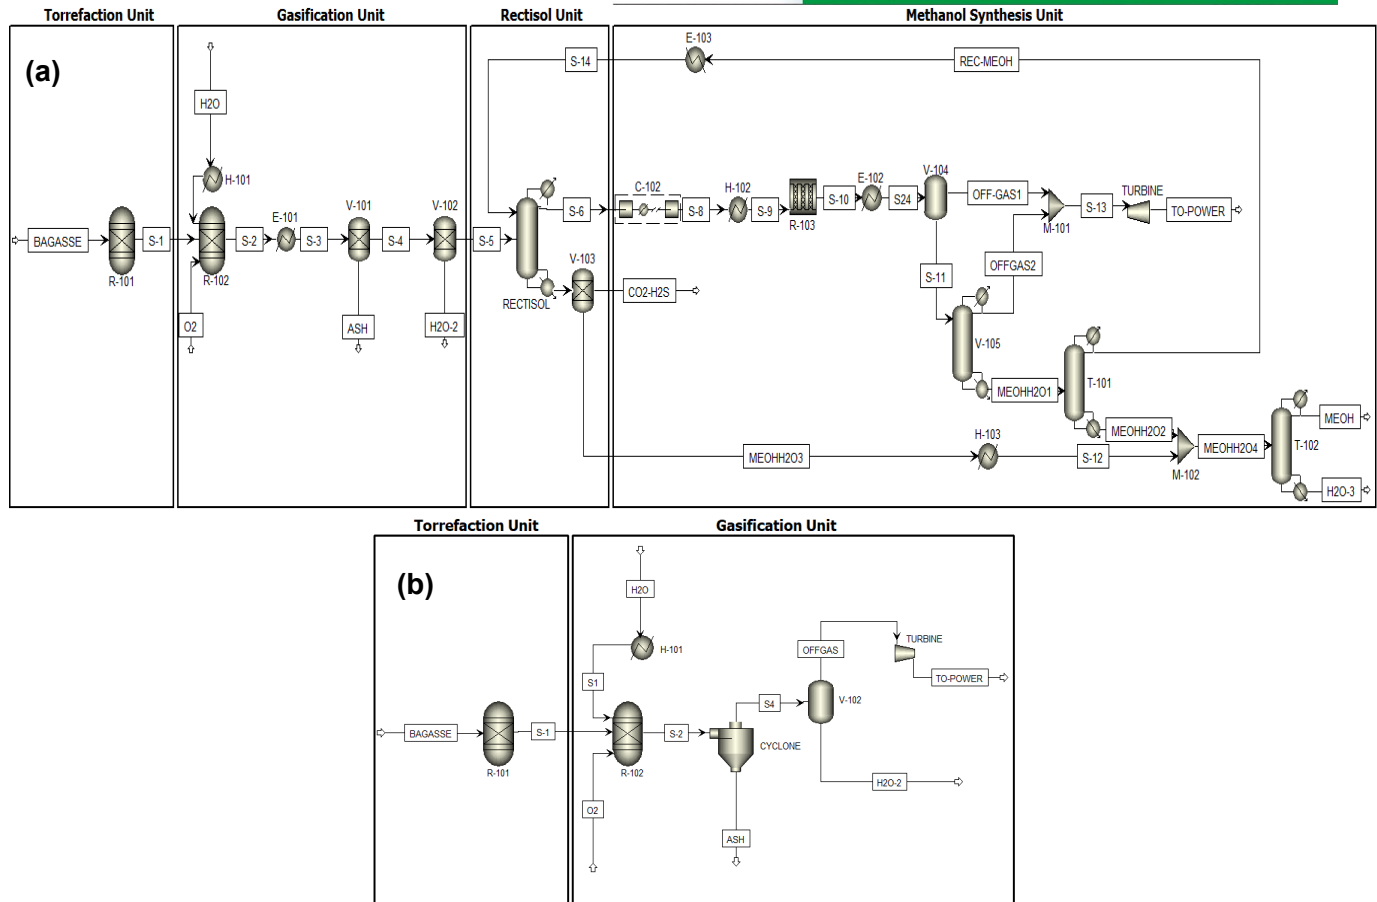 Torrefaction Unit
Gasification Unit
Rectisol Unit
Methanol Synthesis Unit
(a)
H2O
H-101
BAGASSE
R-101
S-1
O2
R-102
S-2
E-101
S-3
V-101
S-4
ASH
V-102
H2O-2
S-5
S-14
E-103
REC-MEOH
RECTISOL
S-6
V-103
CO2-H2S
C-102
S-8
H-102
S-9
R-103
S-10
E-102
S24
V-104
OFF-GAS1
M-101
S-13
TURBINE
TO-POWER
S-11
OFFGAS2
V-105
MEOHH2O1
T-101
MEOHH2O2
MEOHH2O3
H-103
S-12
M-102
MEOHH2O4
T-102
MEOH
H2O-3
Torrefaction Unit
Gasification Unit
(b)
H2O
H-101
S1
BAGASSE
R-101
S-1
O2
R-102
S-2
CYCLONE
ASH
S4
V-102
OFFGAS
TURBINE
TO-POWER
H2O-2